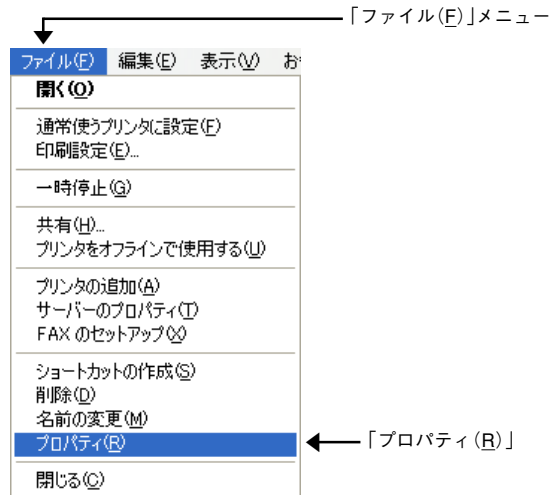 「ファイル(F)」メニュー
ファイル(F) 編集(E) 表示(V) お
開く(O)
通常使うプリンタに設定(F)
印刷設定(E)...
一時停止(G)
共有(H)...
プリンタをオフラインで使用する(U)
プリンタの追加(A)
サーバーのプロパティ(T)
FAX のセットアップ(X)
ショートカットの作成(S)
削除(D)
名前の変更(M)
プロパティ(R) 「プロパティ(R)」
閉じる(C)